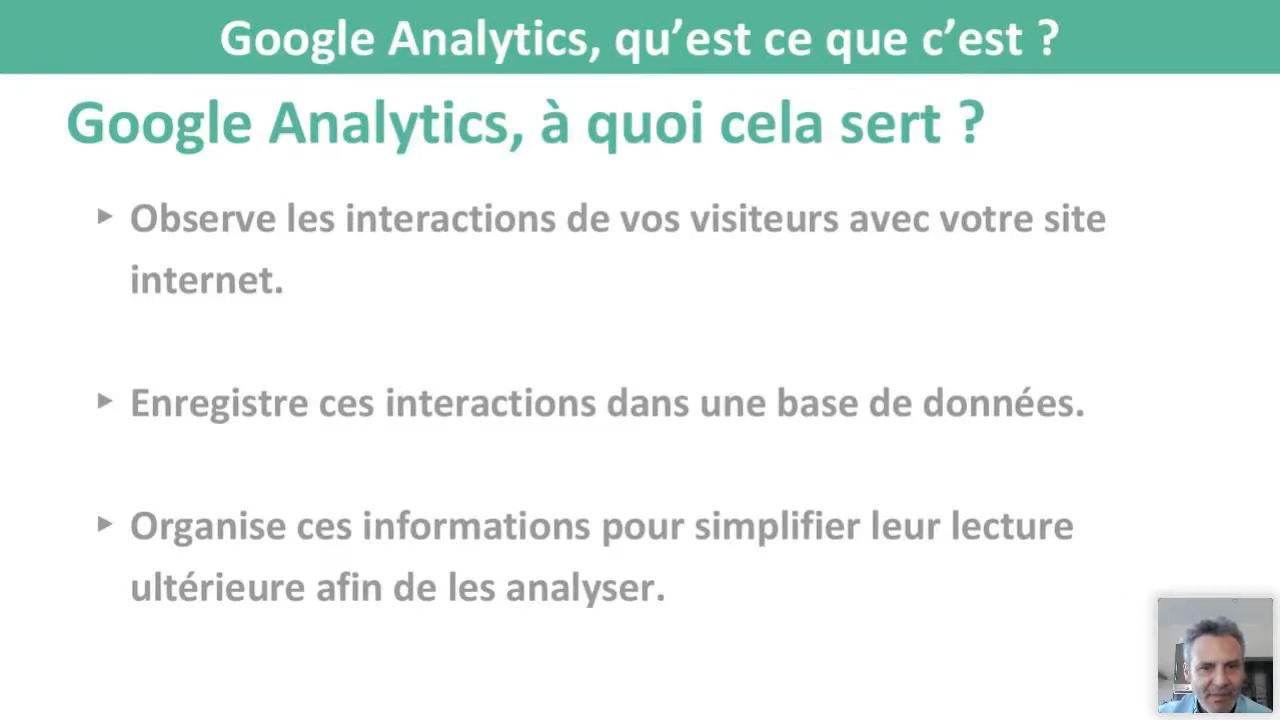 Google Analytics, qu’est ce que c’est ?
Google Analytics, à quoi cela sert ?
Observe les interactions de vos visiteurs avec votre site
internet.
Enregistre ces interactions dans une base de données.
Organise ces informations pour simplifier leur lecture
ultérieure afin de les analyser.